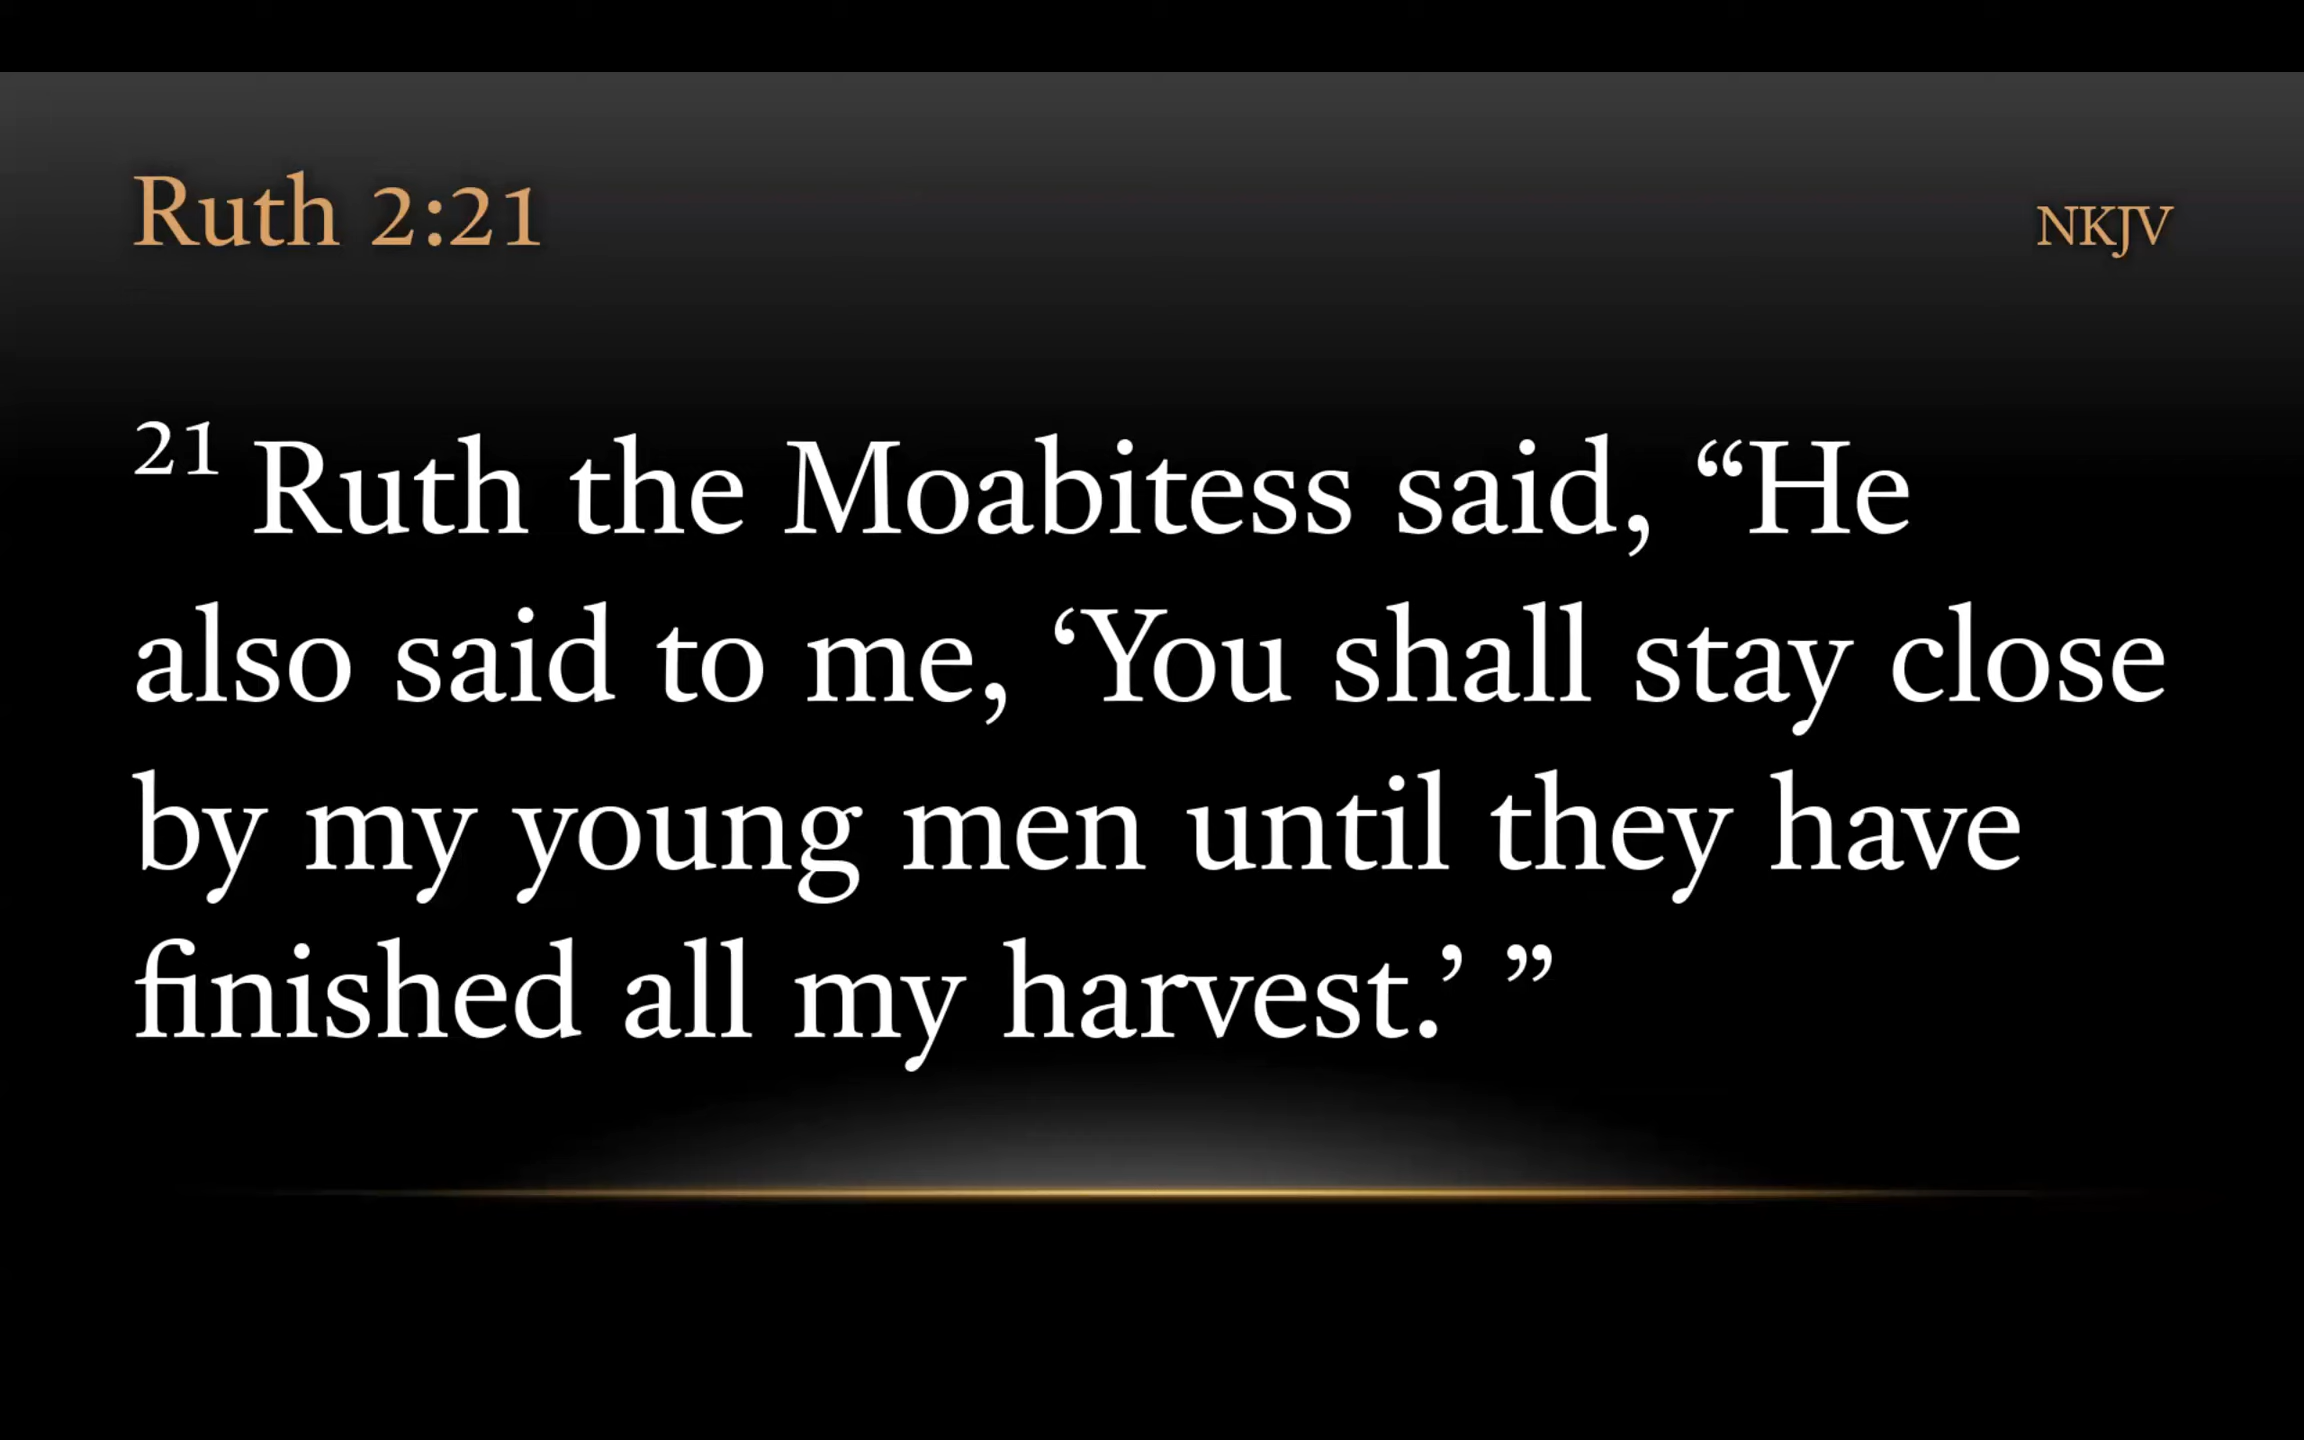 Ruth 2:21
NKJV
21 Ruth the Moabitess said, “He
also said to me, ‘You shall stay close
by my young men until they have
finished all my harvest.’ ”